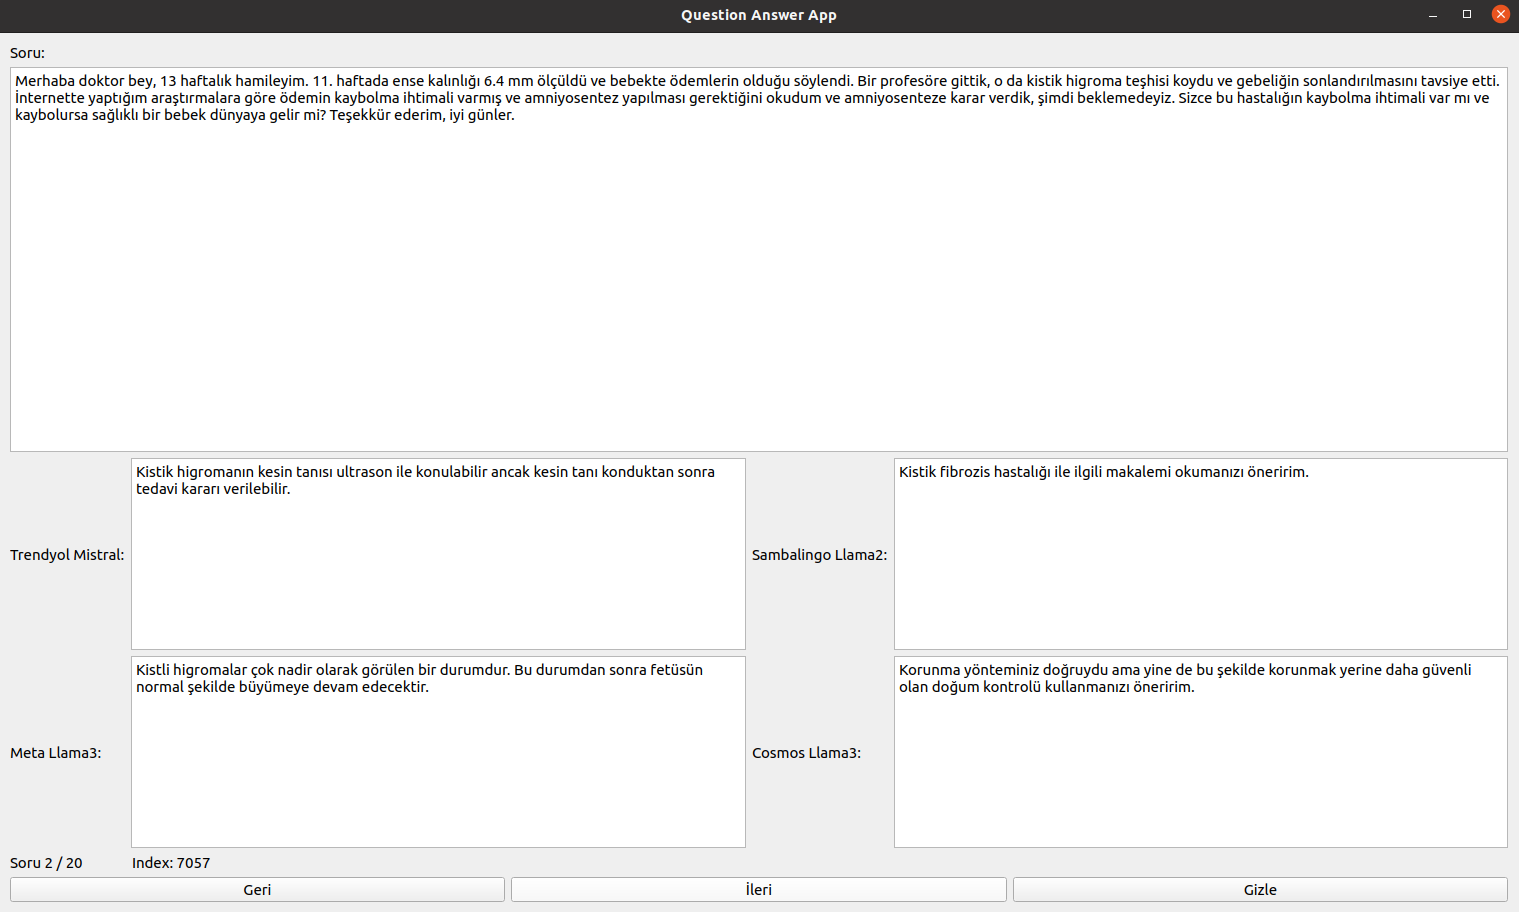 Question Answer App
Soru:
Merhaba doktor bey, 13 haftalık hamileyim. 11. haftada ense kalınlığı 6.4 mm ölçüldü ve bebekte ödemlerin olduğu söylendi. Bir profesöre gittik, o da kistik higroma teşhisi koydu ve gebeliğin sonlandırılmasını tavsiye etti.
İnternette yaptığım araştırmalara göre ödemin kaybolma ihtimali varmış ve amniyosentez yapılması gerektiğini okudum ve amniyosenteze karar verdik, şimdi beklemedeyiz. Sizce bu hastalığın kaybolma ihtimali var mı ve
kaybolursa sağlıklı bir bebek dünyaya gelir mi? Teşekkür ederim, iyi günler.
Trendyol Mistral:
Kistik higromanın kesin tanısı ultrason ile konulabilir ancak kesin tanı konduktan sonra
tedavi kararı verilebilir.
Sambalingo Llama2:
Kistik fibrozis hastalığı ile ilgili makalemi okumanızı öneririm.
Meta Llama3:
Kistli higromalar çok nadir olarak görülen bir durumdur. Bu durumdan sonra fetüsün
normal şekilde büyümeye devam edecektir.
Cosmos Llama3:
Korunma yönteminiz doğruydu ama yine de bu şekilde korunmak yerine daha güvenli
olan doğum kontrolü kullanmanızı öneririm.
Soru 2 / 20
Index: 7057
Geri
İleri
Gizle